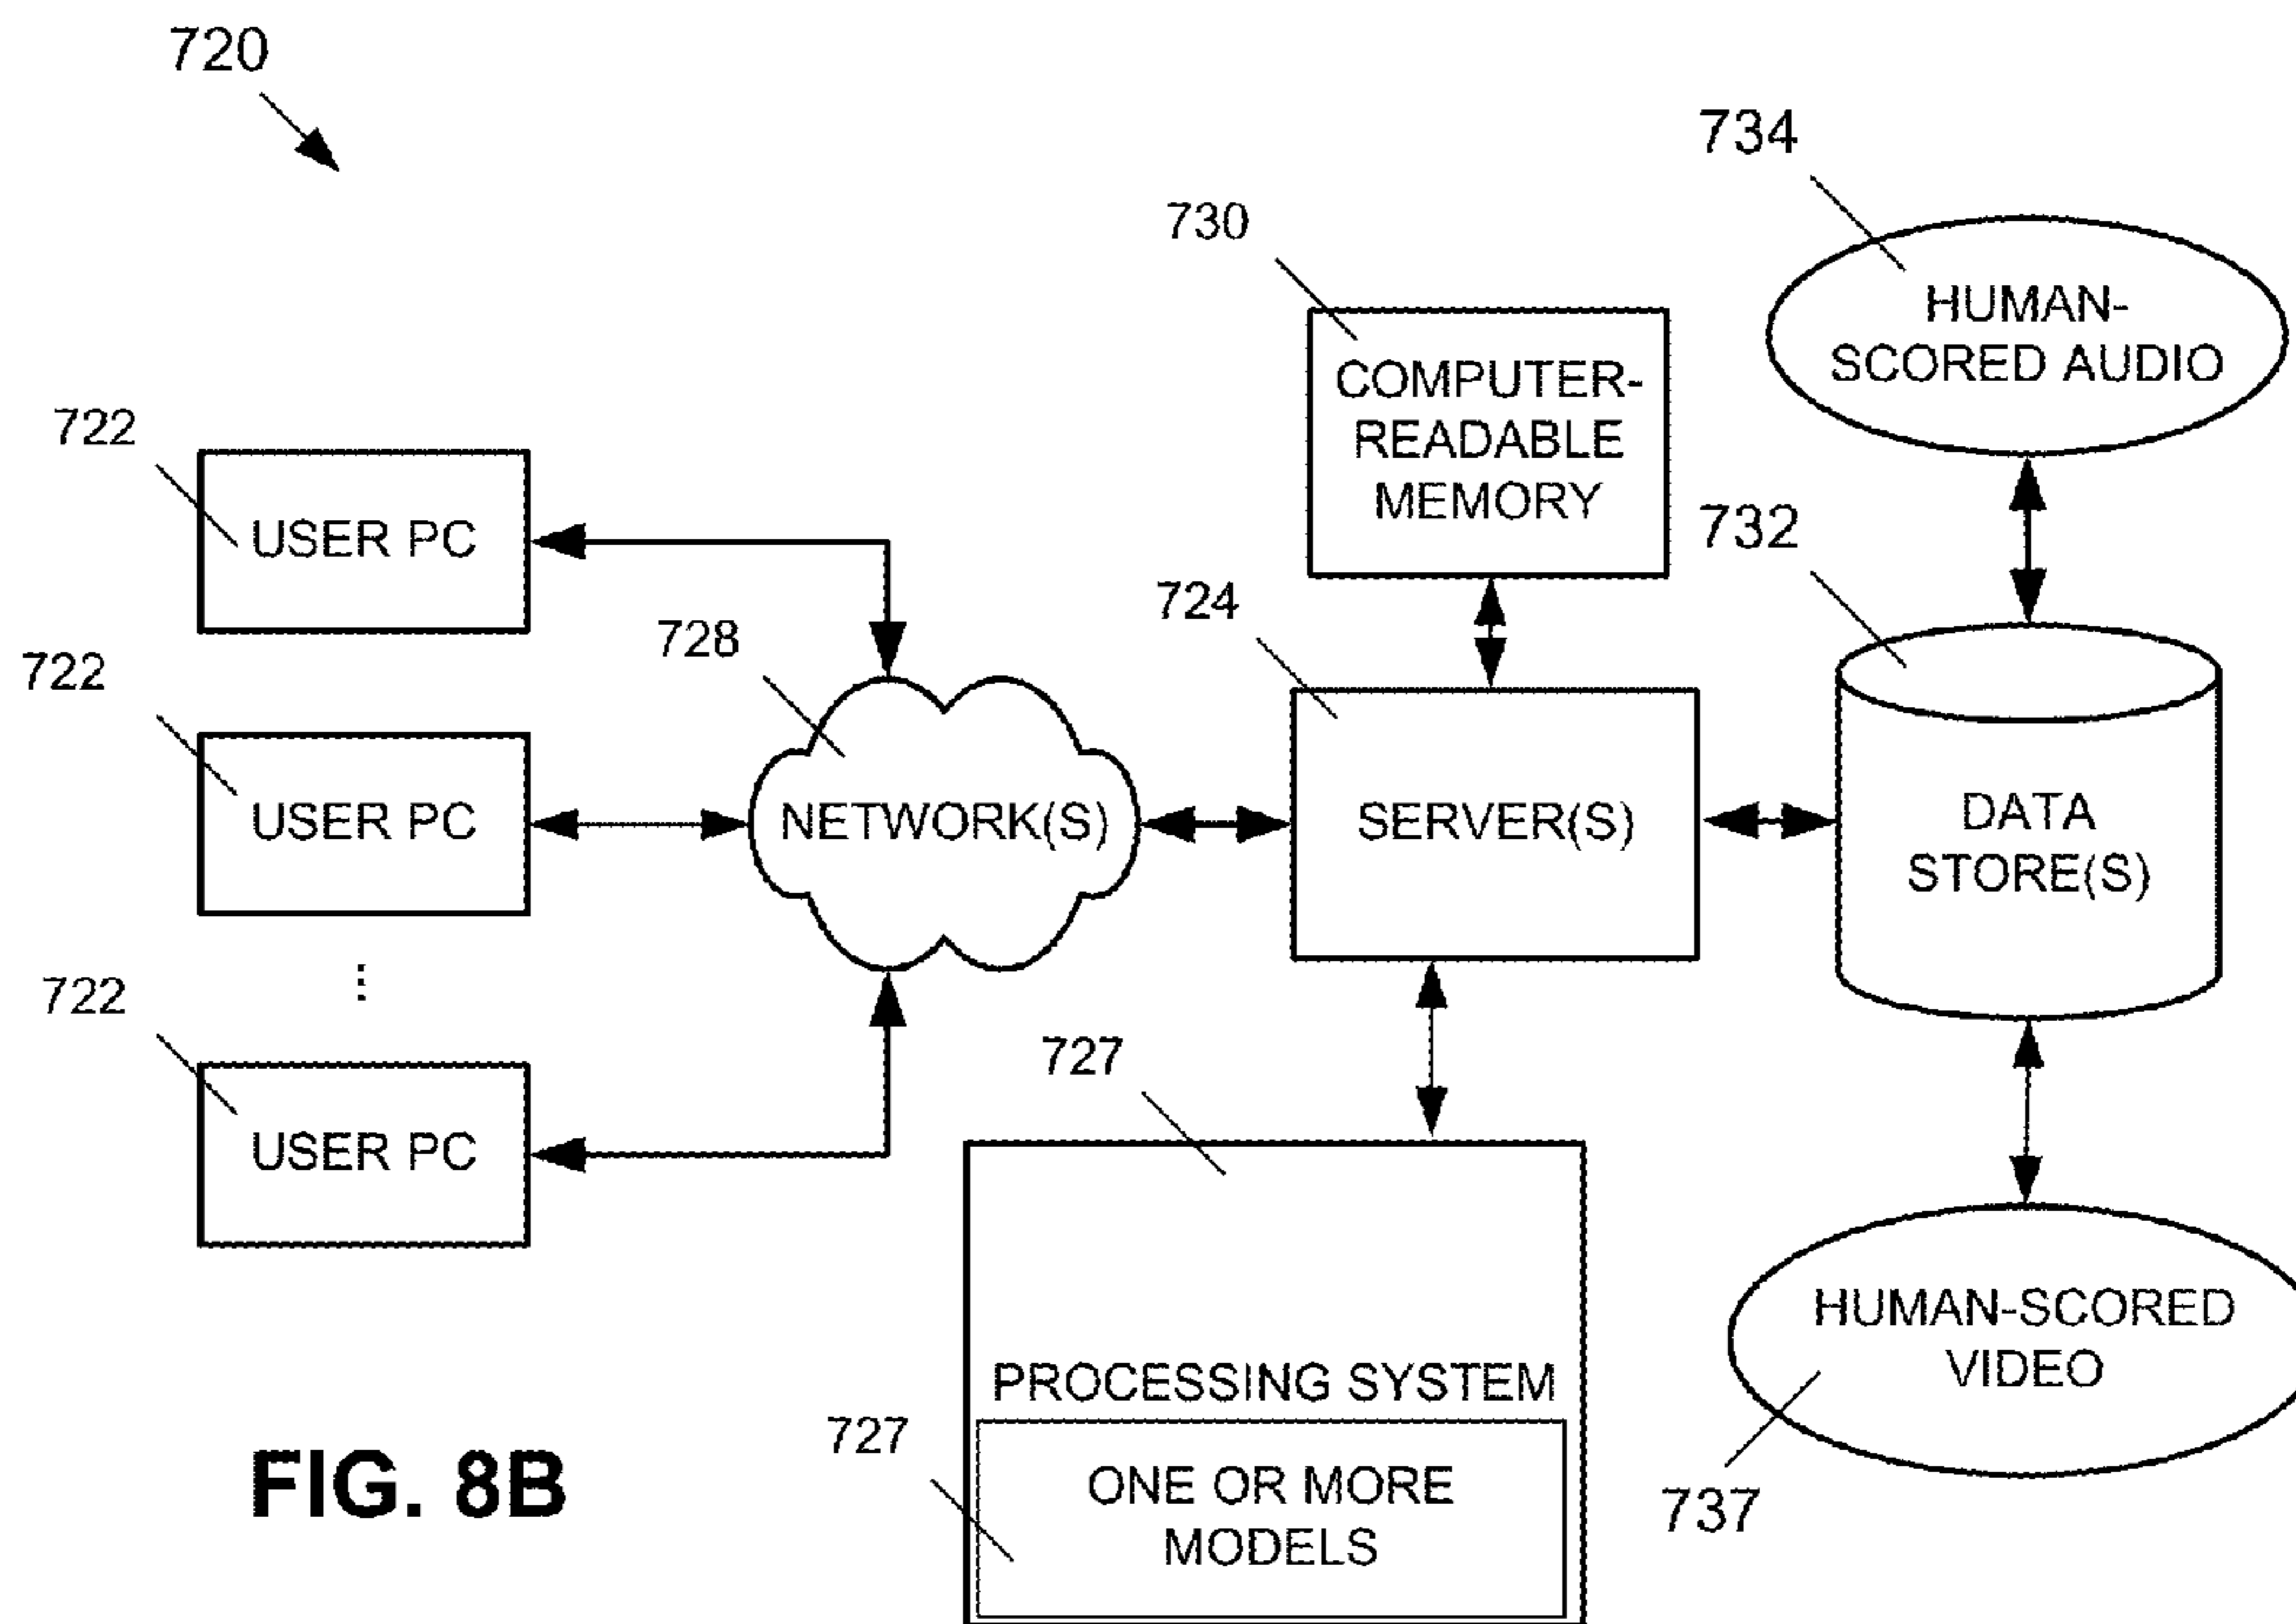 720
734
730
HUMAN-
SCORED AUDIO
COMPUTER-
READABLE
MEMORY
722
USER PC
732
724
728
722
USER PC
NETWORK(S)
SERVER(S)
DATA
STORE(S)
722
⋮
727
USER PC
HUMAN-SCORED
VIDEO
PROCESSING SYSTEM
727
ONE OR MORE
MODELS
737
FIG. 8B